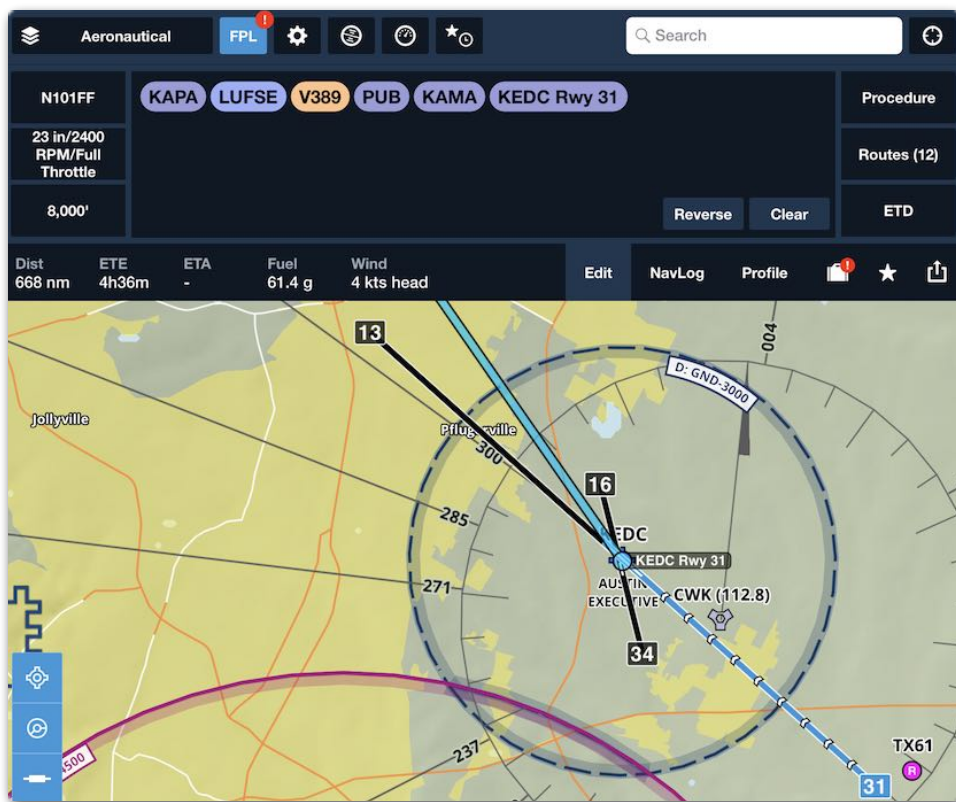 Aeronautical FPL ! Search
N101FF
23 in/2400
RPM/Full
Throttle
8,000'
KAPA LUFSE V389 PUB KAMA KEDC Rwy 31
Reverse Clear
Procedure
Routes (12)
ETD
Dist
668 nm
ETE
4h36m
ETA
-
Fuel
61.4 g
Wind
4 kts head
Edit NavLog Profile !
13
004
D: GND-3000
Jollyville
Pflugerville
300
16
285
KEDC Rwy 31
271
AUSTIN
EXECUTIVE
CWK (112.8)
34
237
TX61
R
31